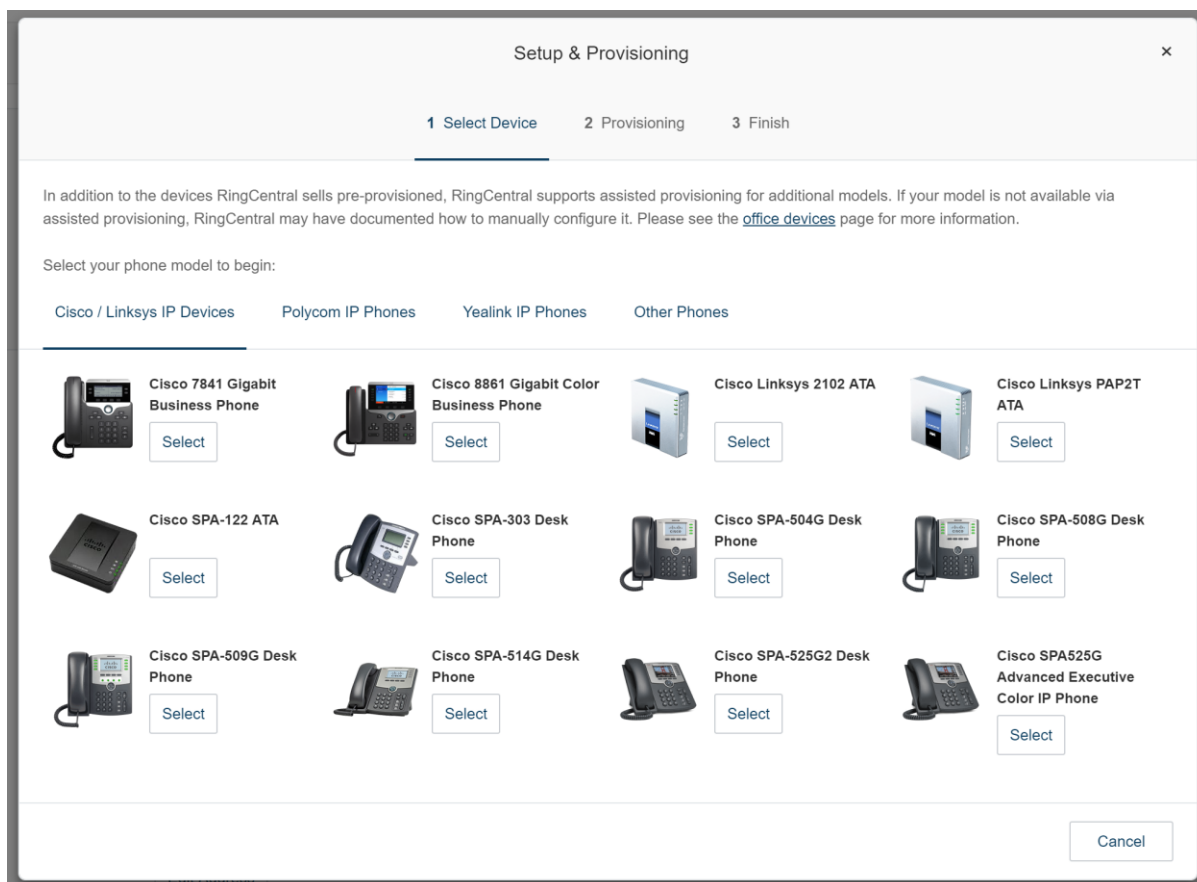 Setup & Provisioning
×
1 Select Device
2 Provisioning
3 Finish
In addition to the devices RingCentral sells pre-provisioned, RingCentral supports assisted provisioning for additional models. If your model is not available via
assisted provisioning, RingCentral may have documented how to manually configure it. Please see the office devices page for more information.
Select your phone model to begin:
Cisco / Linksys IP Devices
Polycom IP Phones
Yealink IP Phones
Other Phones
Cisco 7841 Gigabit
Business Phone
Select
Cisco 8861 Gigabit Color
Business Phone
Select
Cisco Linksys 2102 ATA
Select
Cisco Linksys PAP2T
ATA
Select
Cisco SPA-122 ATA
Select
Cisco SPA-303 Desk
Phone
Select
Cisco SPA-504G Desk
Phone
Select
Cisco SPA-508G Desk
Phone
Select
Cisco SPA-509G Desk
Phone
Select
Cisco SPA-514G Desk
Phone
Select
Cisco SPA-525G2 Desk
Phone
Select
Cisco SPA525G
Advanced Executive
Color IP Phone
Select
Cancel